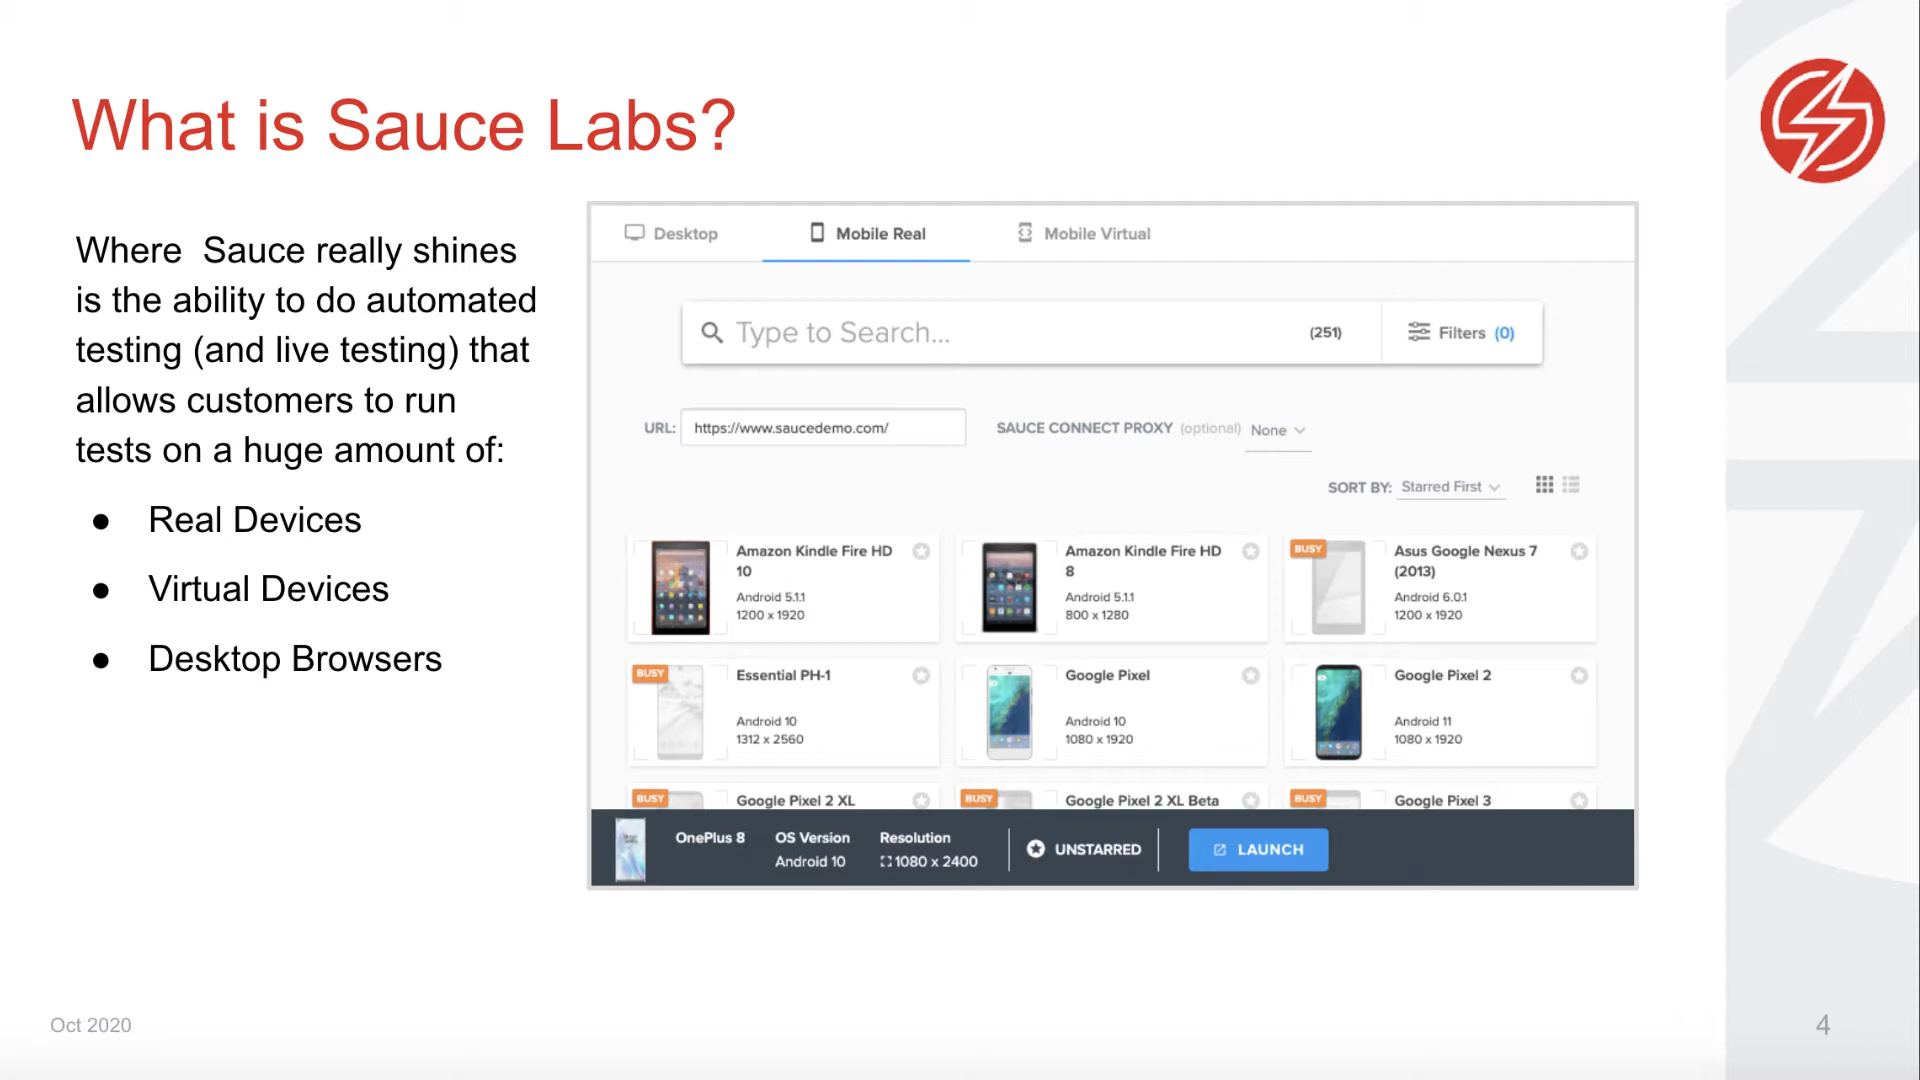 What is Sauce Labs?
Where  Sauce really shines
is the ability to do automated
testing (and live testing) that
allows customers to run
tests on a huge amount of:
● Real Devices
● Virtual Devices
● Desktop Browsers
Desktop
Mobile Real
Mobile Virtual
Type to Search...
(251)
Filters (0)
URL: https://www.saucedemo.com/
SAUCE CONNECT PROXY (optional) None
SORT BY: Starred First
Amazon Kindle Fire HD
10
Android 5.1.1
1200 x 1920
Amazon Kindle Fire HD
8
Android 5.1.1
800 x 1280
BUSY
Asus Google Nexus 7
(2013)
Android 6.0.1
1200 x 1920
BUSY
Essential PH-1
Android 10
1312 x 2560
Google Pixel
Android 10
1080 x 1920
Google Pixel 2
Android 11
1080 x 1920
BUSY
Google Pixel 2 XL
BUSY
Google Pixel 2 XL Beta
BUSY
Google Pixel 3
OnePlus 8
OS Version
Android 10
Resolution
1080 x 2400
UNSTARRED
LAUNCH
Oct 2020
4